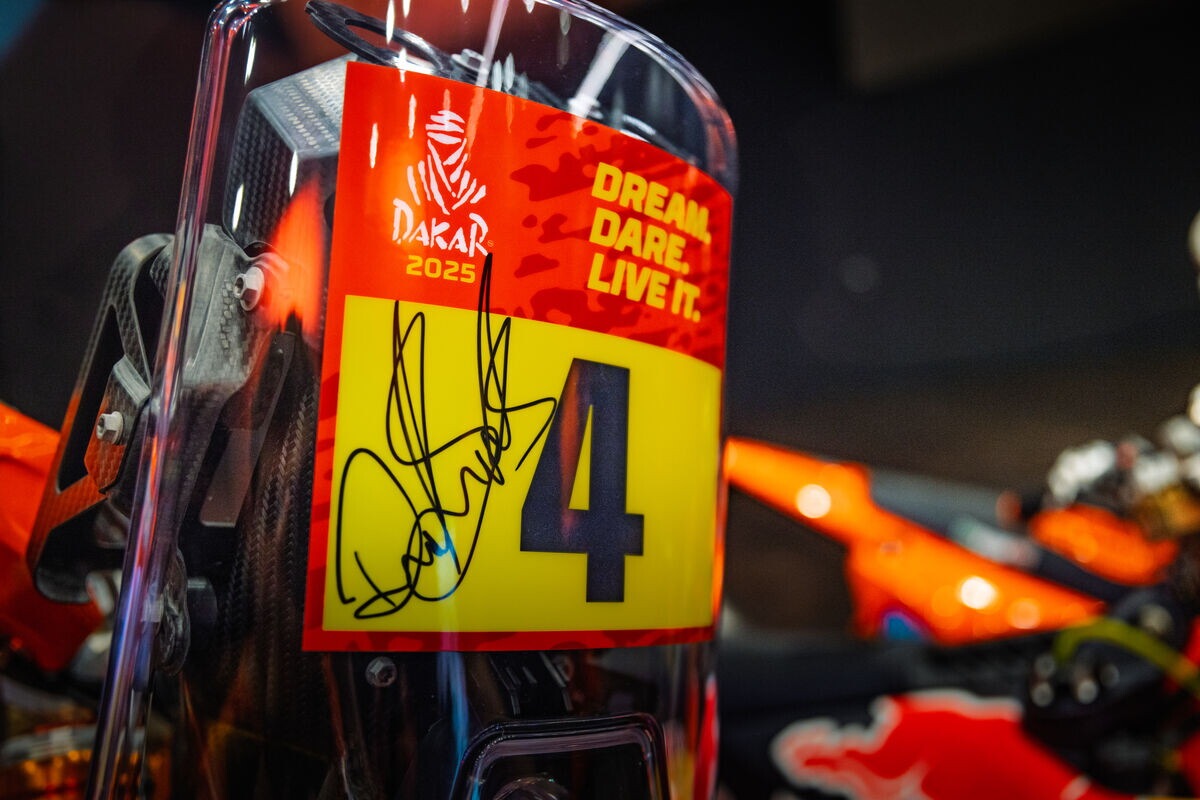 DAKAR
2025
DREAM.
DARE.
LIVE IT.
4